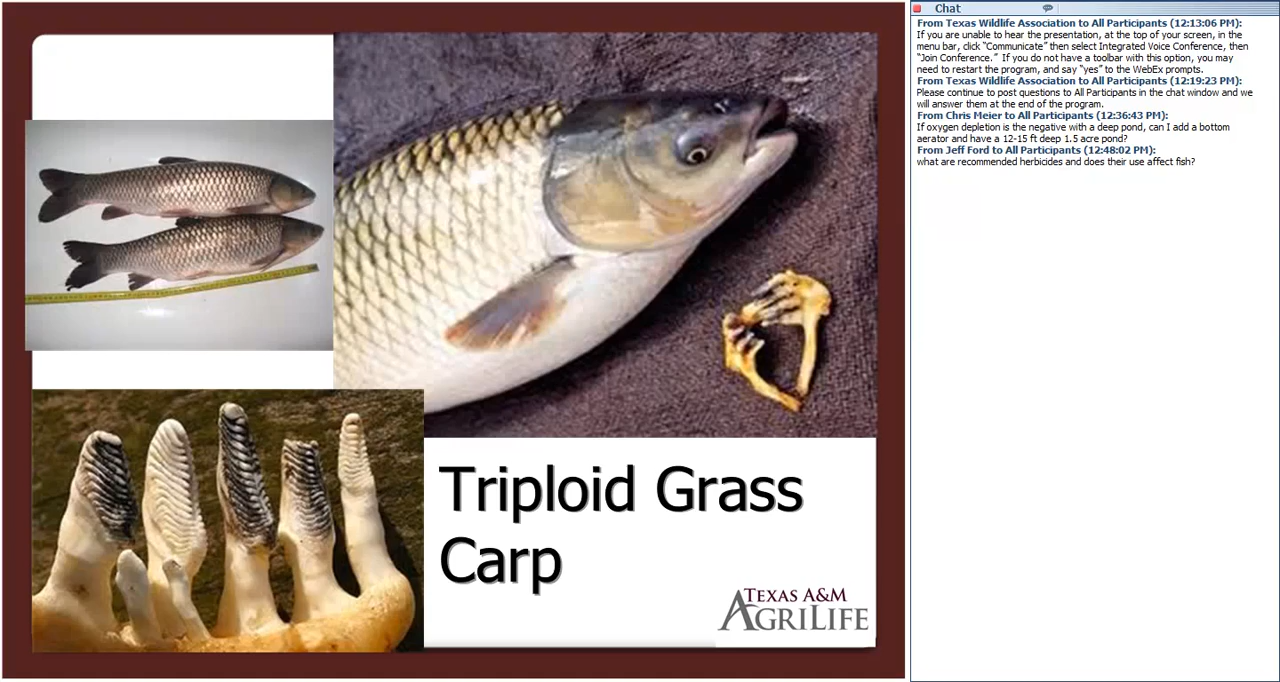 Triploid Grass
Carp
TEXAS A&M
AGRILIFE
Chat
From Texas Wildlife Association to All Participants (12:13:06 PM):
If you are unable to hear the presentation, at the top of your screen, in the
menu bar, click "Communicate" then select Integrated Voice Conference, then
"Join Conference." If you do not have a toolbar with this option, you may
need to restart the program, and say "yes" to the WebEx prompts.
From Texas Wildlife Association to All Participants (12:19:23 PM):
Please continue to post questions to All Participants in the chat window and we
will answer them at the end of the program.
From Chris Meier to All Participants (12:36:43 PM):
If oxygen depletion is the negative with a deep pond, can I add a bottom
aerator and have a 12-15 ft deep 1.5 acre pond?
From Jeff Ford to All Participants (12:48:02 PM):
what are recommended herbicides and does their use affect fish?